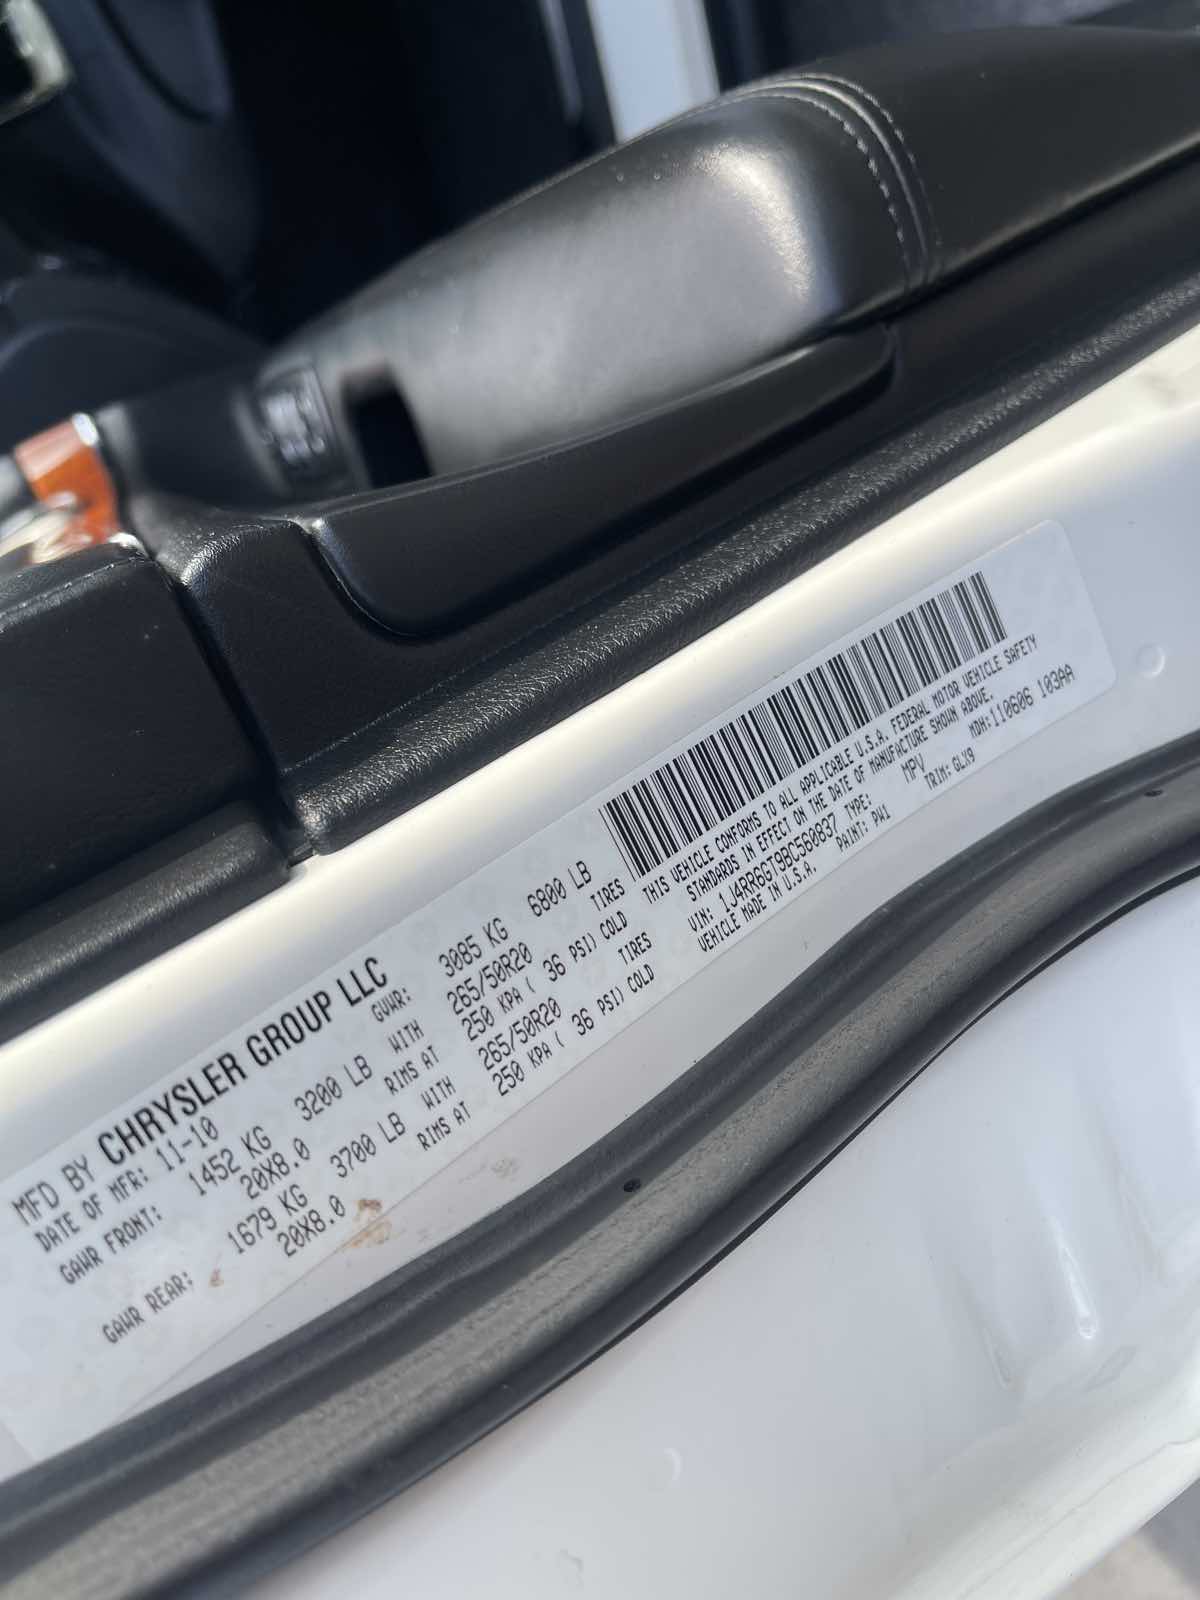 MFD BY CHRYSLER GROUP LLC
DATE OF MFR: 11-10 GVWR: 3085 KG 6800 LB
GAWR FRONT: 1452 KG 3200 LB WITH 265/50R20 TIRES
20X8.0 RIMS AT 250 KPA ( 36 PSI) COLD
GAWR REAR: 1679 KG 3700 LB WITH 265/50R20 TIRES
20X8.0 RIMS AT 250 KPA ( 36 PSI) COLD
THIS VEHICLE CONFORMS TO ALL APPLICABLE U.S.A. FEDERAL MOTOR VEHICLE SAFETY
STANDARDS IN EFFECT ON THE DATE OF MANUFACTURE SHOWN ABOVE.
VIN: 1J4RR6GT9BC560837 TYPE: MPV MDH:110606 103AA
VEHICLE MADE IN U.S.A. PAINT: PW1 TRIM: GLX9